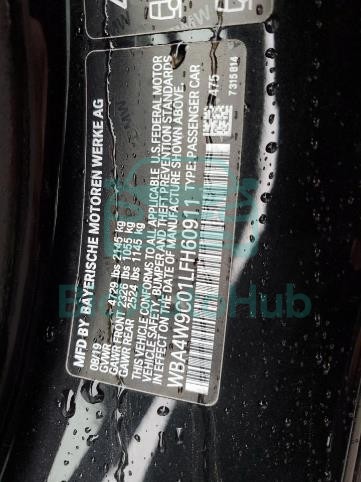 MFD BY BAYERISCHE MOTOREN WERKE AG
08/19
GVWR 4729 lbs 2145 kg
GAWR FRONT 2326 lbs 1055 kg
GAWR REAR 2524 lbs 1145 kg
THIS VEHICLE CONFORMS TO ALL APPLICABLE U.S. FEDERAL MOTOR
VEHICLE SAFETY, BUMPER, AND THEFT PREVENTION STANDARDS
IN EFFECT ON THE DATE OF MANUFACTURE SHOWN ABOVE.
WBA4W9C01LFH60911 TYPE: PASSENGER CAR
475
7315814